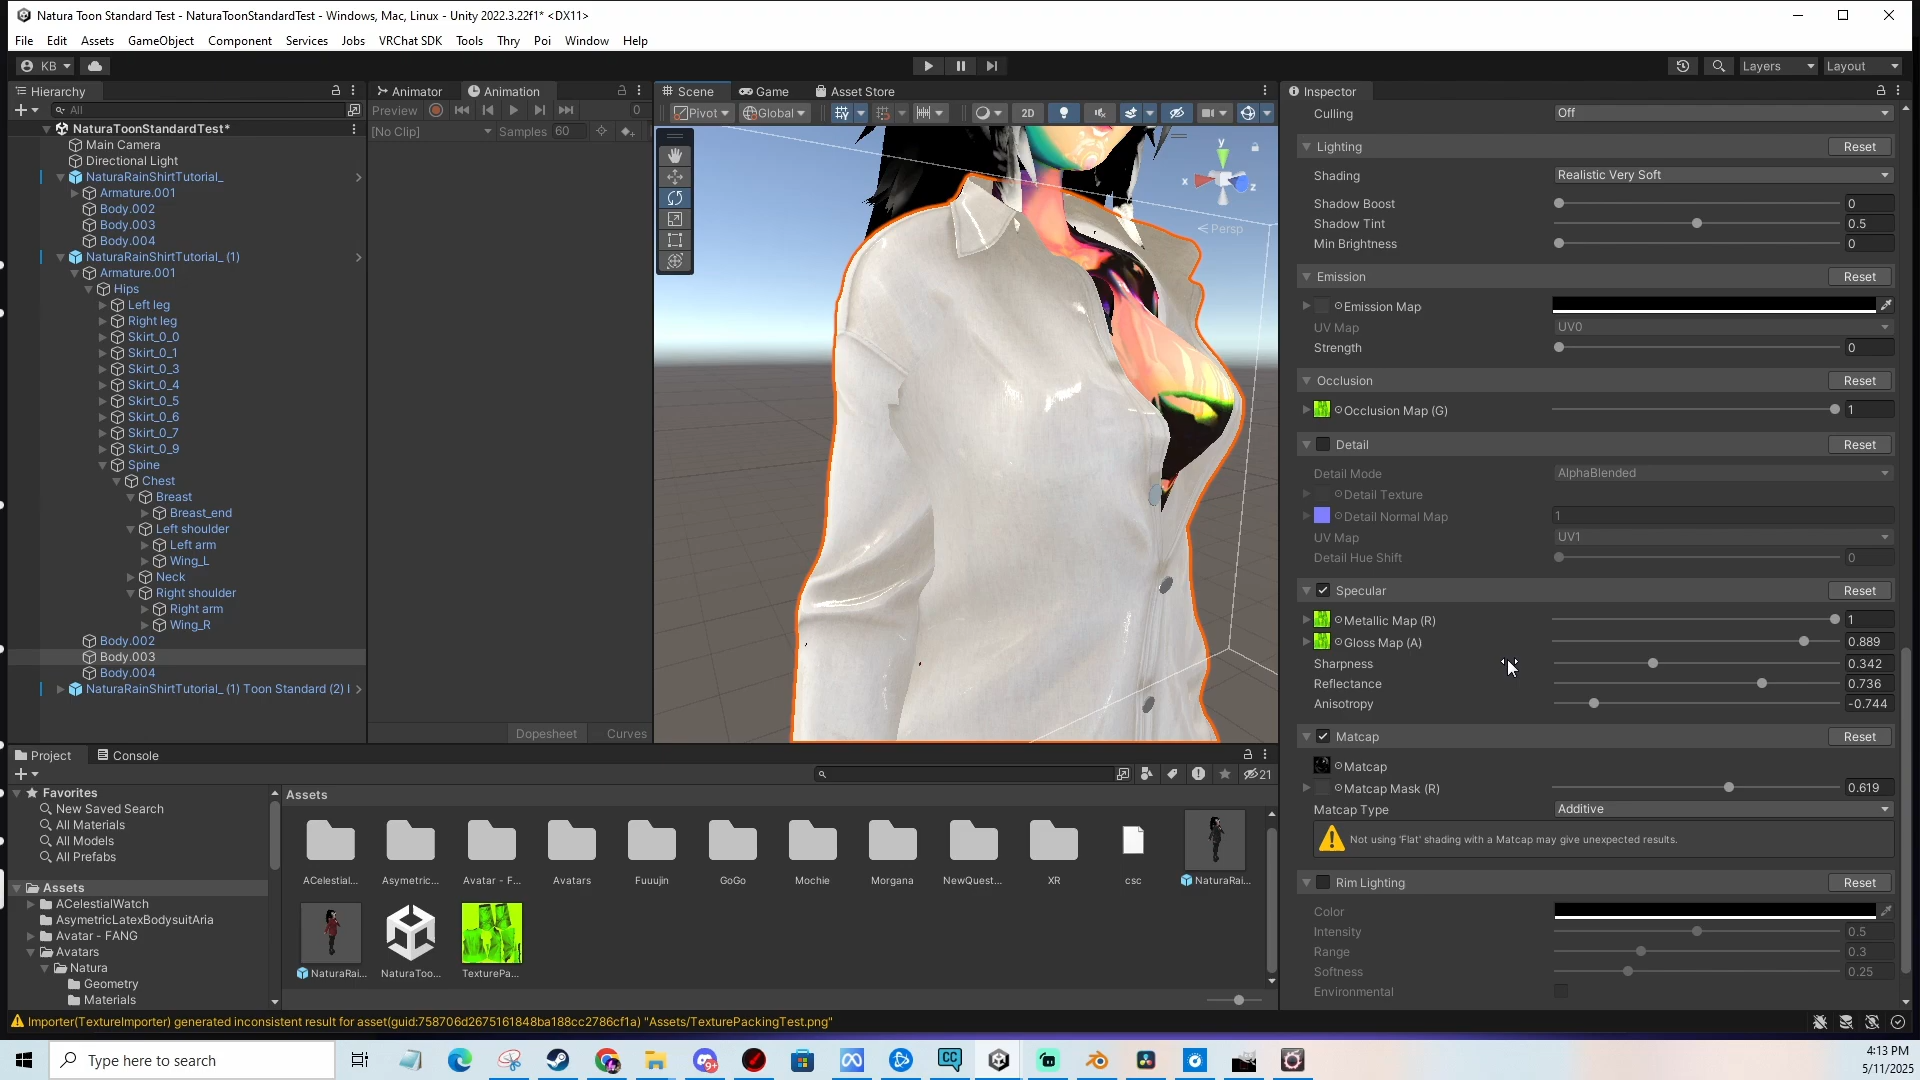 Natura Toon Standard Test - NaturaToonStandardTest - Windows, Mac, Linux - Unity 2022.3.22f1* <DX11>
File Edit Assets GameObject Component Services Jobs VRChat SDK Tools Thry Poi Window Help
KB Layers Layout
Hierarchy
All
NaturaToonStandardTest*
Main Camera
Directional Light
NaturaRainShirtTutorial_
Armature.001
Body.002
Body.003
Body.004
NaturaRainShirtTutorial_ (1)
Armature.001
Hips
Left leg
Right leg
Skirt_0_0
Skirt_0_1
Skirt_0_3
Skirt_0_4
Skirt_0_5
Skirt_0_6
Skirt_0_7
Skirt_0_9
Spine
Chest
Breast
Breast_end
Left shoulder
Left arm
Wing_L
Neck
Right shoulder
Right arm
Wing_R
Body.002
Body.003
Body.004
NaturaRainShirtTutorial_ (1) Toon Standard (2) I
Animator Animation
Preview 0
[No Clip] Samples 60
Dopesheet Curves
Scene Game Asset Store
Pivot Global 2D
y
x z
Persp
Inspector
Culling Off
Lighting Reset
Shading Realistic Very Soft
Shadow Boost 0
Shadow Tint 0.5
Min Brightness 0
Emission Reset
Emission Map
UV Map UV0
Strength 0
Occlusion Reset
Occlusion Map (G) 1
Detail Reset
Detail Mode AlphaBlended
Detail Texture
Detail Normal Map 1
UV Map UV1
Detail Hue Shift 0
Specular Reset
Metallic Map (R) 1
Gloss Map (A) 0.889
Sharpness 0.342
Reflectance 0.736
Anisotropy -0.744
Matcap Reset
Matcap
Matcap Mask (R) 0.619
Matcap Type Additive
Not using 'Flat' shading with a Matcap may give unexpected results.
Rim Lighting Reset
Color
Intensity 0.5
Range 0.3
Softness 0.25
Environmental
Project Console
21
Favorites
New Saved Search
All Materials
All Models
All Prefabs
Assets
ACelestialWatch
AsymetricLatexBodysuitAria
Avatar - FANG
Avatars
Natura
Geometry
Materials
Assets
ACelestial... Asymetric... Avatar - F... Avatars Fuuujin GoGo Mochie Morgana NewQuest... XR csc NaturaRai...
NaturaRai... NaturaToo... TexturePa...
Importer(TextureImporter) generated inconsistent result for asset(guid:758706d2675161848ba188cc2786cf1a) "Assets/TexturePackingTest.png"
Type here to search
9+
CC
4:13 PM
5/11/2025